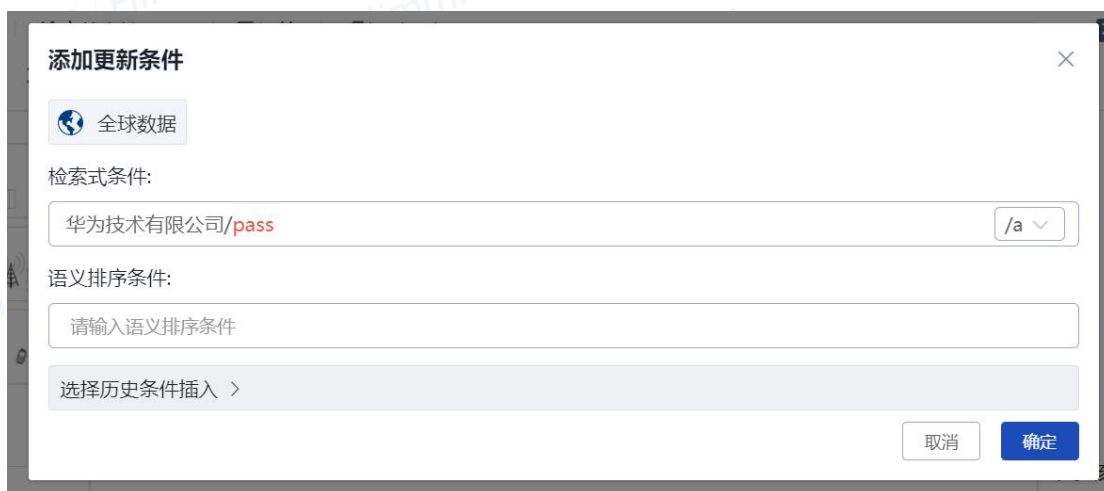 添加更新条件
全球数据
检索式条件:
华为技术有限公司/pass
/a
语义排序条件:
请输入语义排序条件
选择历史条件插入 >
取消
确定